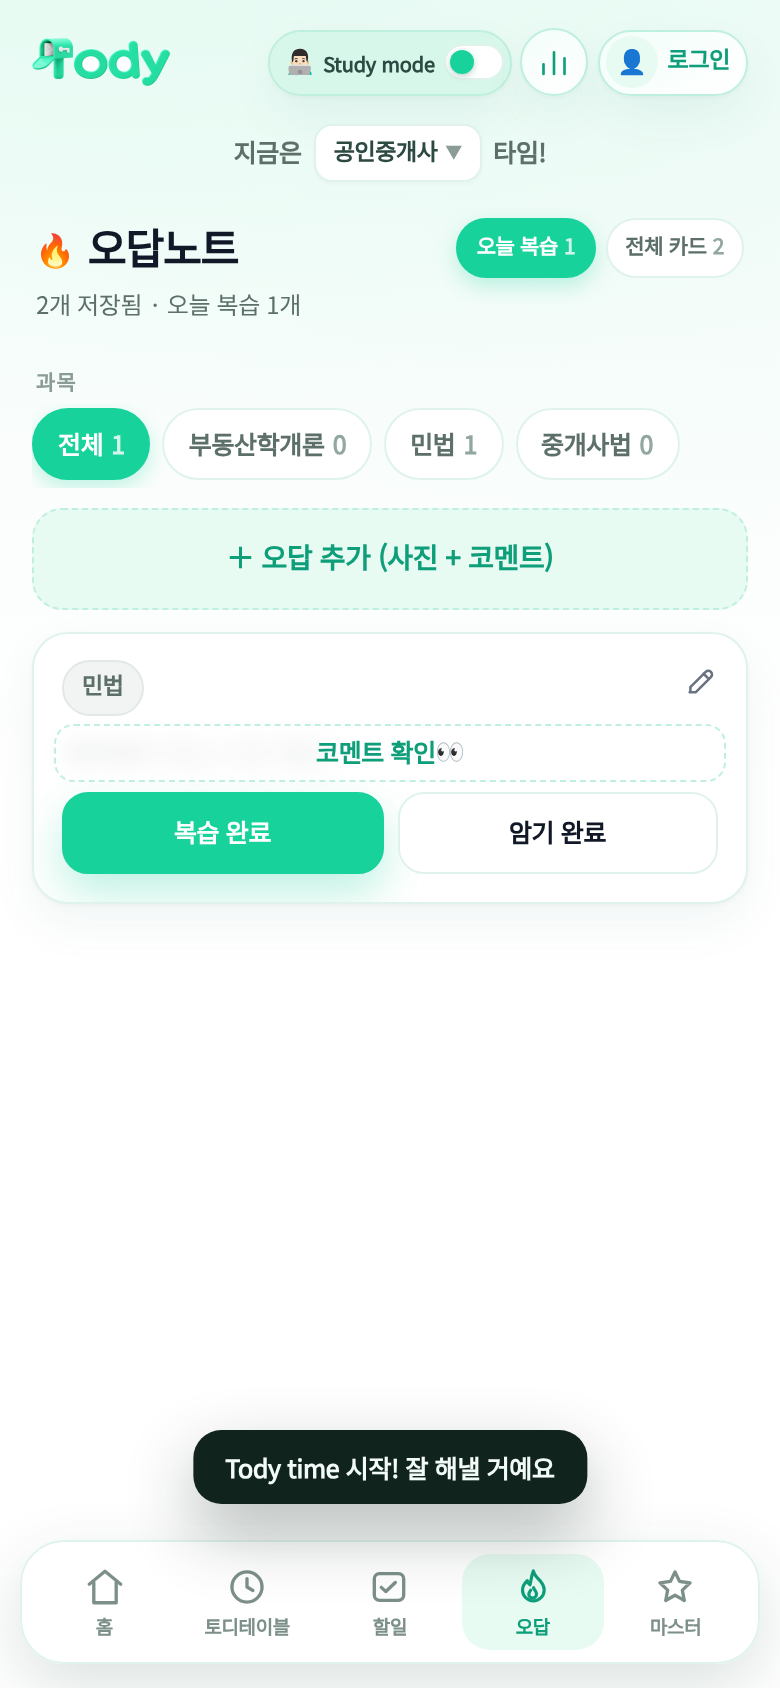 Tody
Study mode
로그인
지금은 공인중개사 ▼ 타임!
🔥 오답노트
오늘 복습 1
전체 카드 2
2개 저장됨 · 오늘 복습 1개
과목
전체 1
부동산학개론 0
민법 1
중개사법 0
+ 오답 추가 (사진 + 코멘트)
민법
코멘트 확인👀
복습 완료
암기 완료
Tody time 시작! 잘 해낼 거예요
홈
토디테이블
할일
오답
마스터